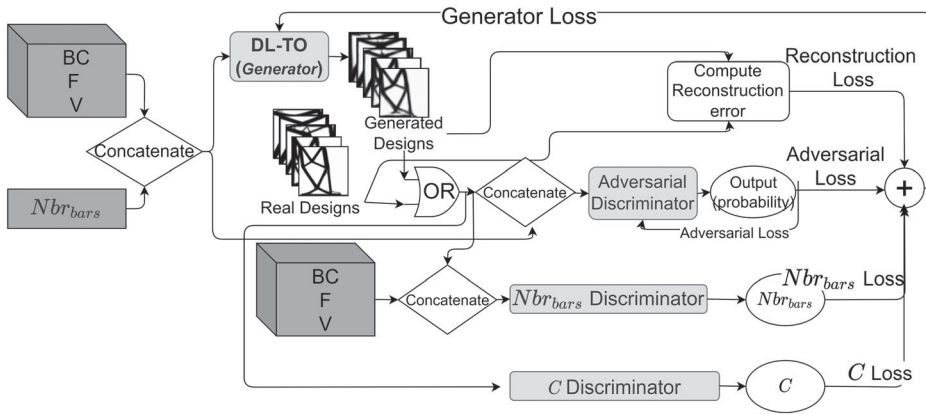 Generator Loss
BC
F
V
DL-TO
(Generator)
Compute
Reconstruction
error
Reconstruction
Loss
Generated
Designs
Concatenate
Real Designs
OR
Concatenate
Adversarial
Discriminator
Output
(probability)
Adversarial
Loss
+
Nbr_bars
Adversarial Loss
BC
F
V
Concatenate
Nbr_bars Discriminator
Nbr_bars
Nbr_bars Loss
C Discriminator
C
C Loss